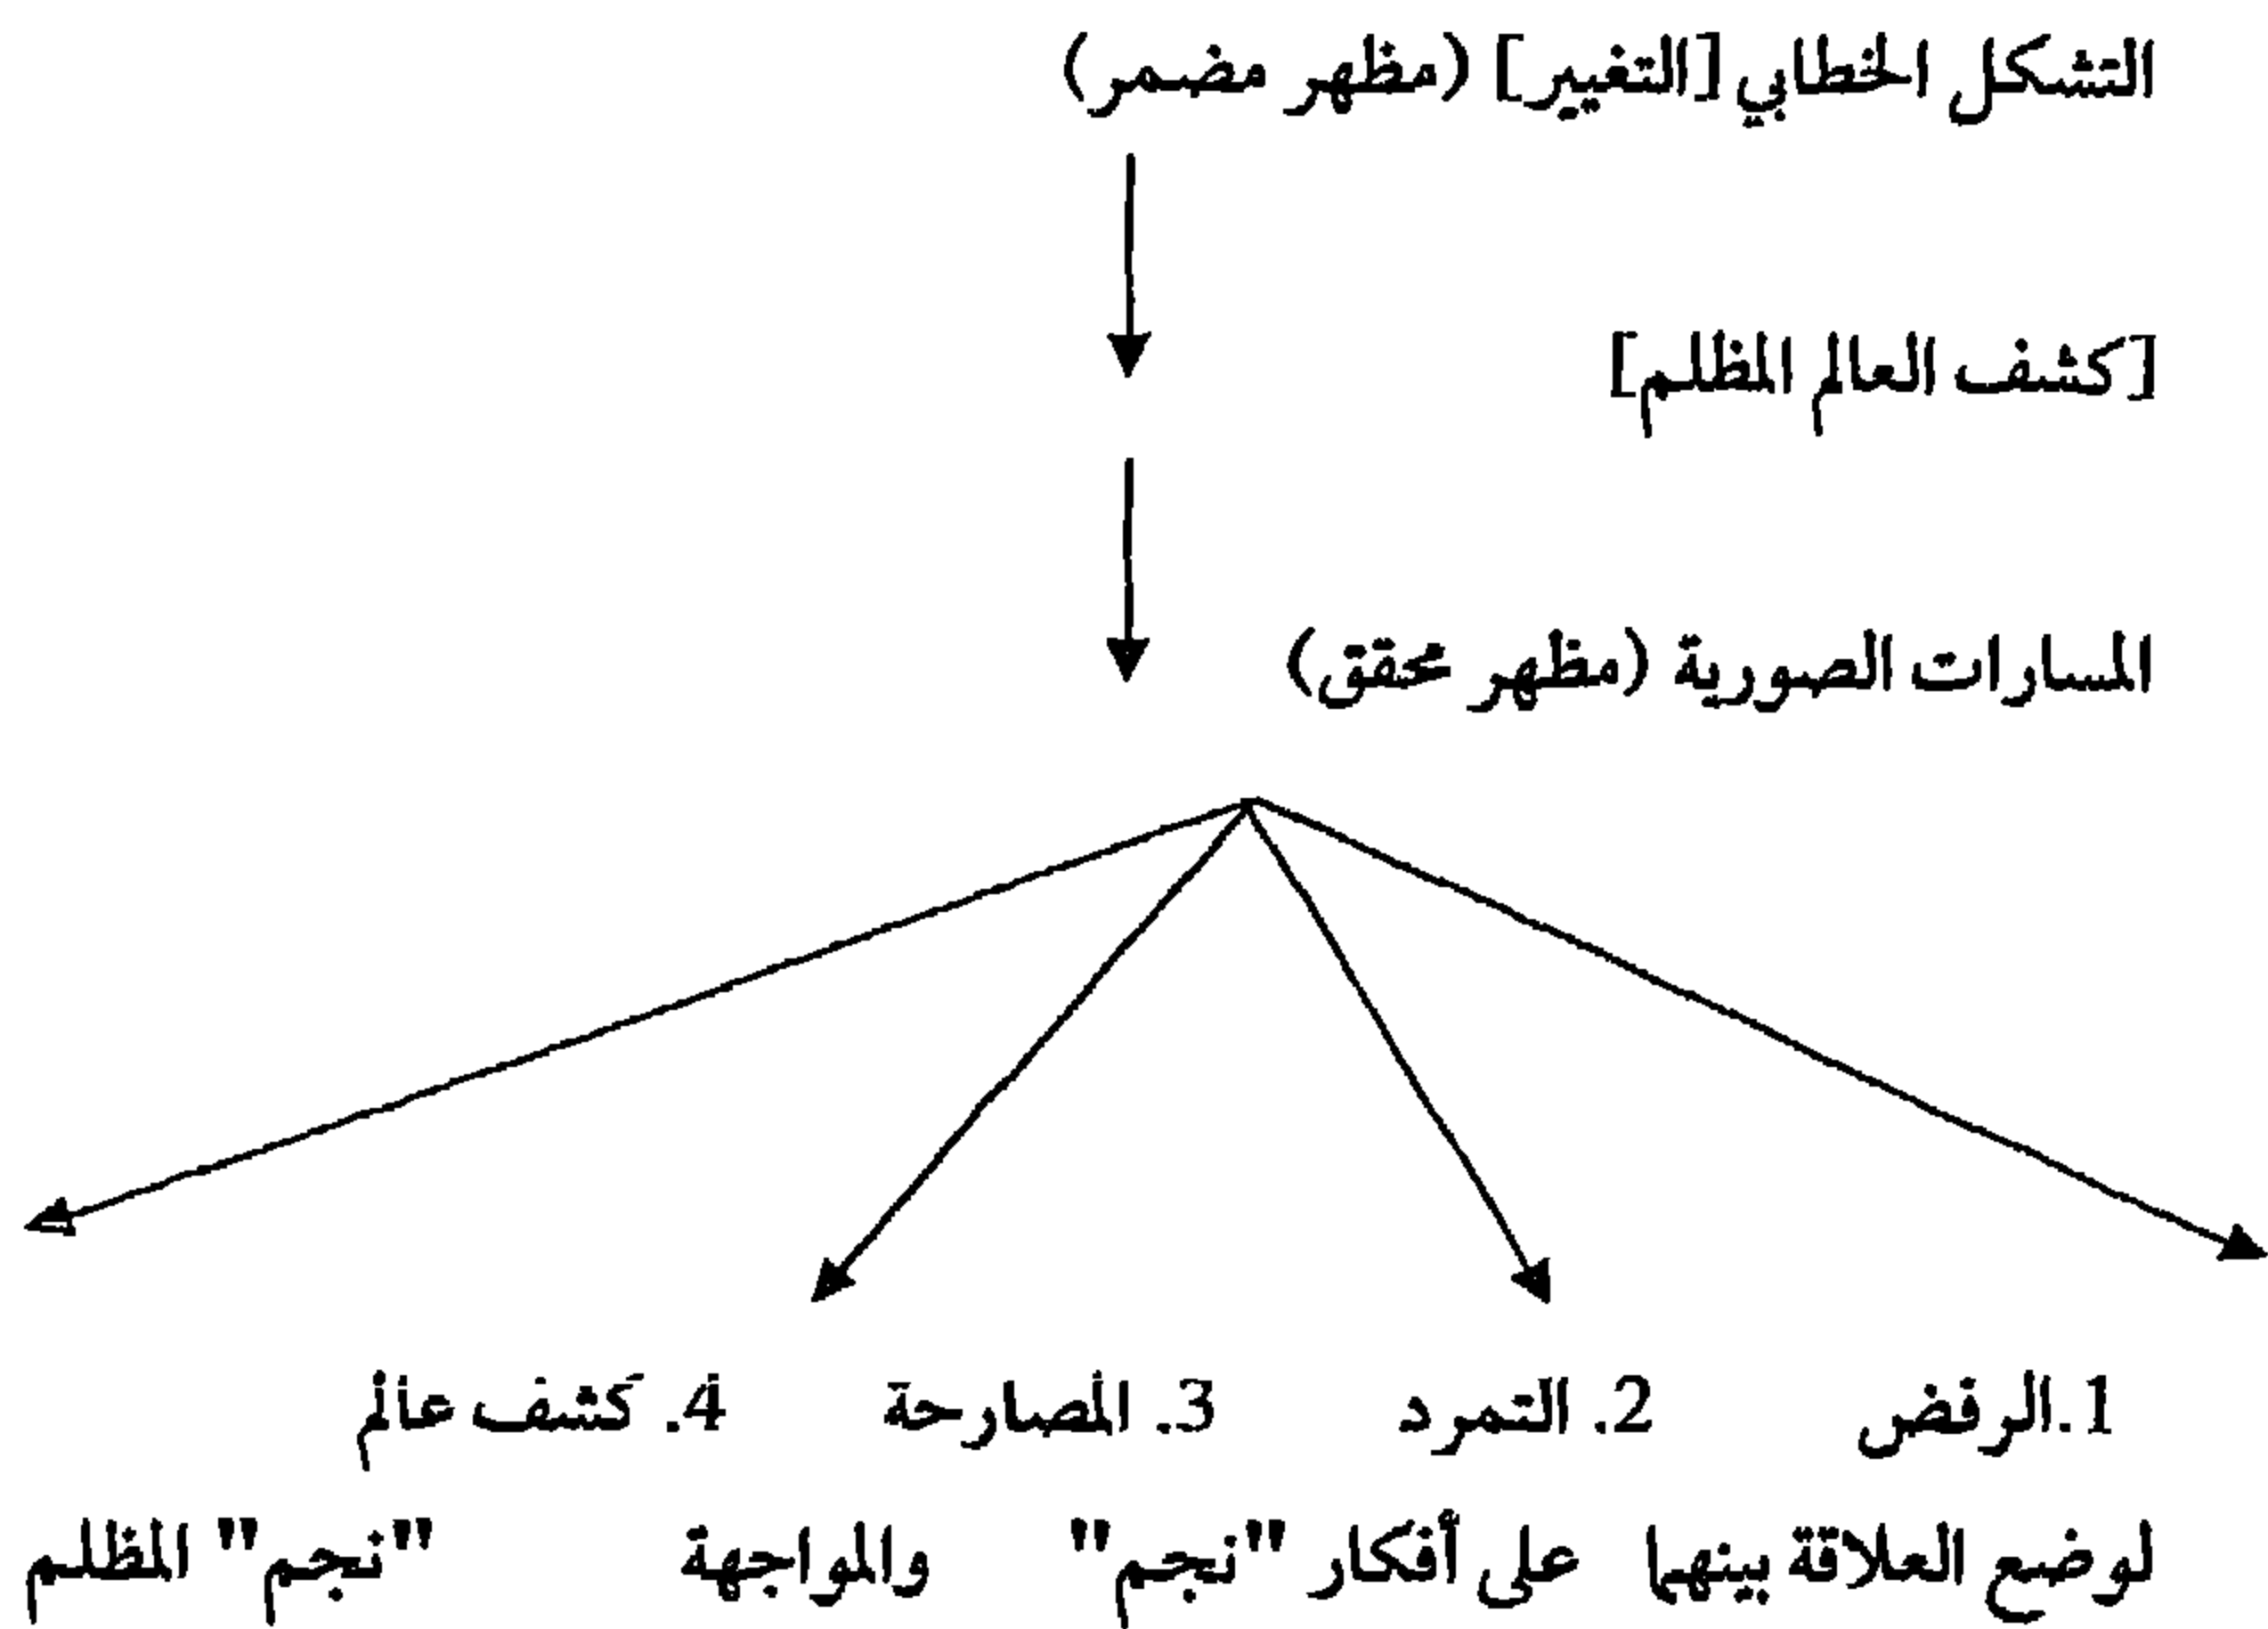 التشكل الخطابي [التغيير] (مظهر مضمر)
[كشف العالم المظلم]
المسارات الصورية (مظهر محقق)
1.الرفض 2. التمرد 3. المصارحة 4. كشف عالم
لوضع العلاقة بينهما على أفكار "نجم" والمواجهة "نجم" المظلم